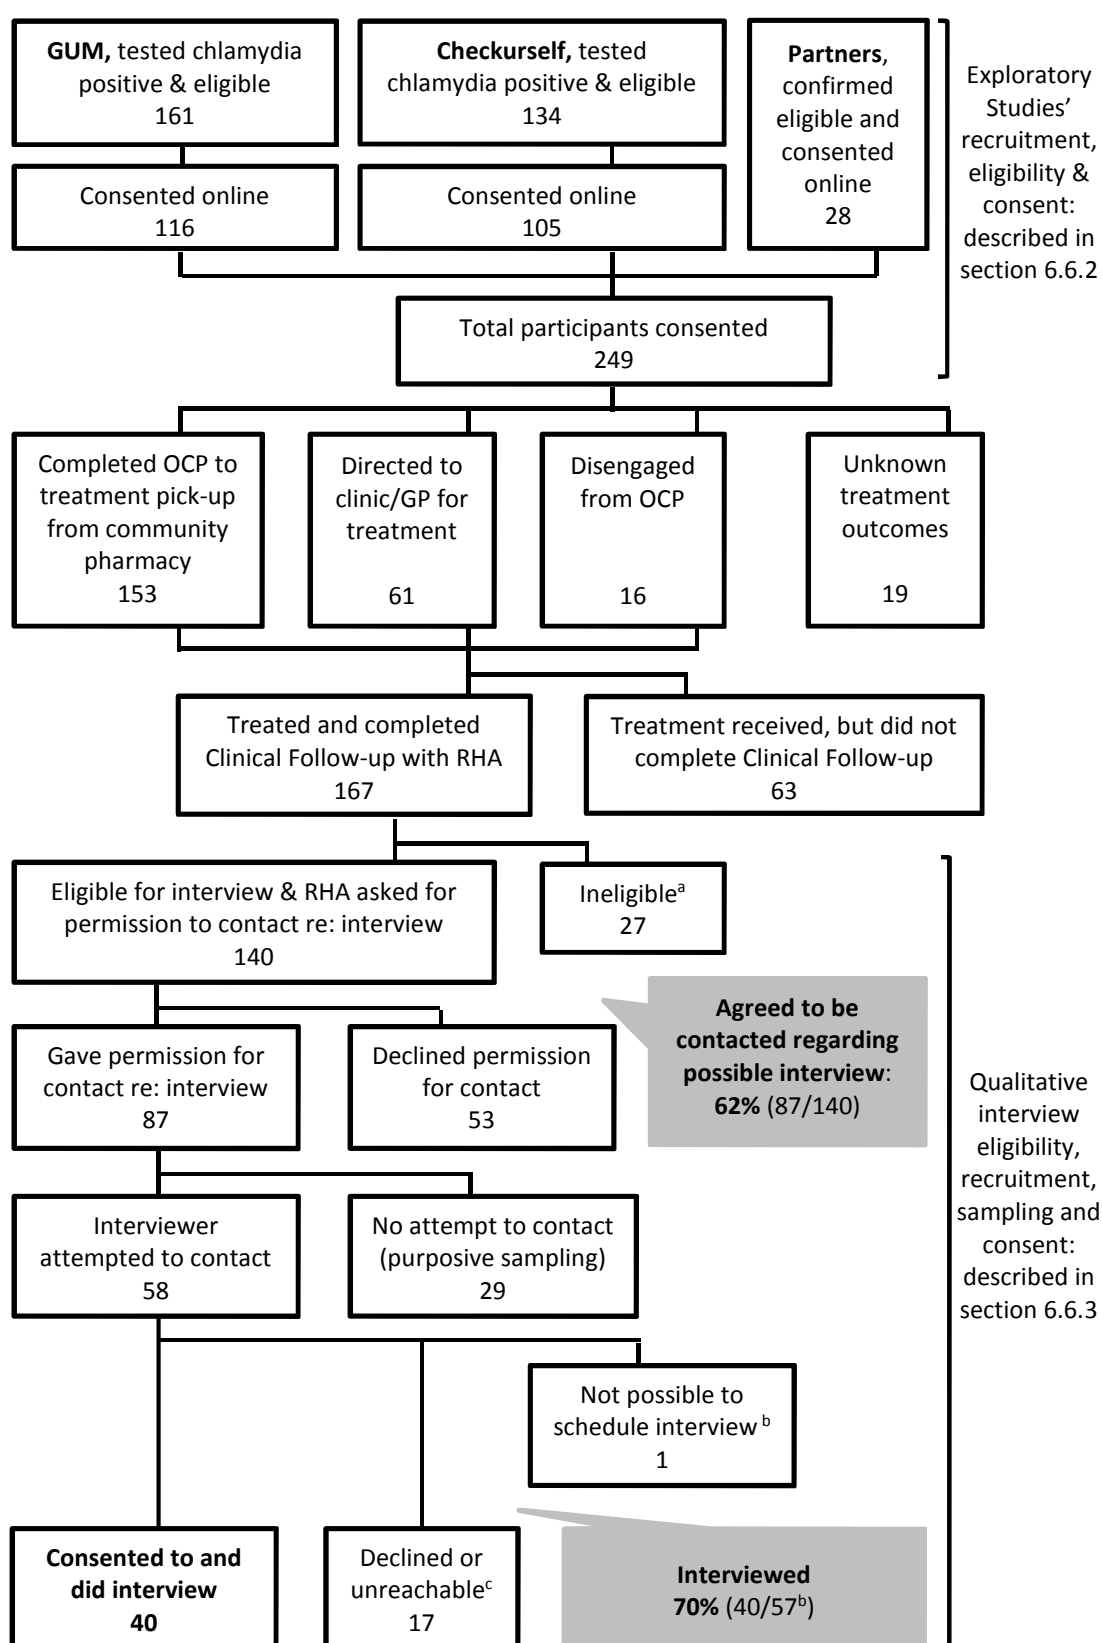 GUM, tested chlamydia
positive & eligible
161
Checkurself, tested
chlamydia positive & eligible
134
Partners,
confirmed
eligible and
consented
online
28
Exploratory
Studies’
recruitment,
eligibility &
consent:
described in
section 6.6.2
Consented online
116
Consented online
105
Total participants consented
249
Completed OCP to
treatment pick-up
from community
pharmacy
153
Directed to
clinic/GP for
treatment
61
Disengaged
from OCP
16
Unknown
treatment
outcomes
19
Treated and completed
Clinical Follow-up with RHA
167
Treatment received, but did not
complete Clinical Follow-up
63
Eligible for interview & RHA asked for
permission to contact re: interview
140
Ineligibleᵃ
27
Agreed to be
contacted regarding
possible interview:
62% (87/140)
Gave permission for
contact re: interview
87
Declined permission
for contact
53
Qualitative
interview
eligibility,
recruitment,
sampling and
consent:
described in
section 6.6.3
Interviewer
attempted to contact
58
No attempt to contact
(purposive sampling)
29
Not possible to
schedule interview ᵇ
1
Consented to and
did interview
40
Declined or
unreachableᶜ
17
Interviewed
70% (40/57ᵇ)